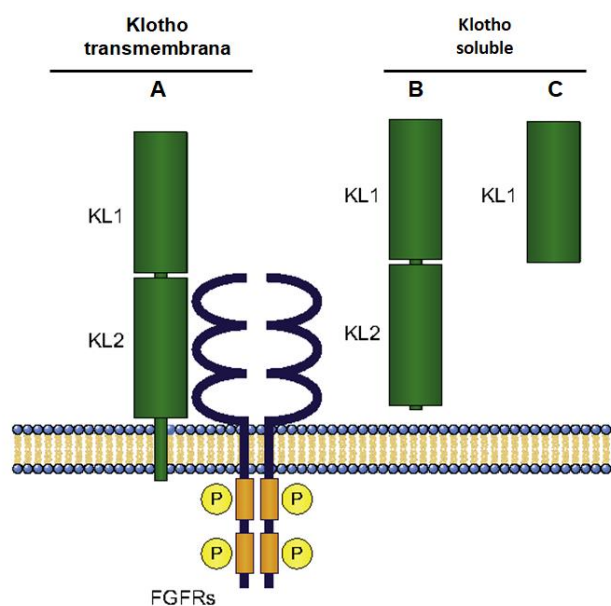 Klotho
transmembrana
Klotho
soluble
A
B
C
KL1
KL1
KL1
KL2
KL2
P
P
P
P
FGFRs